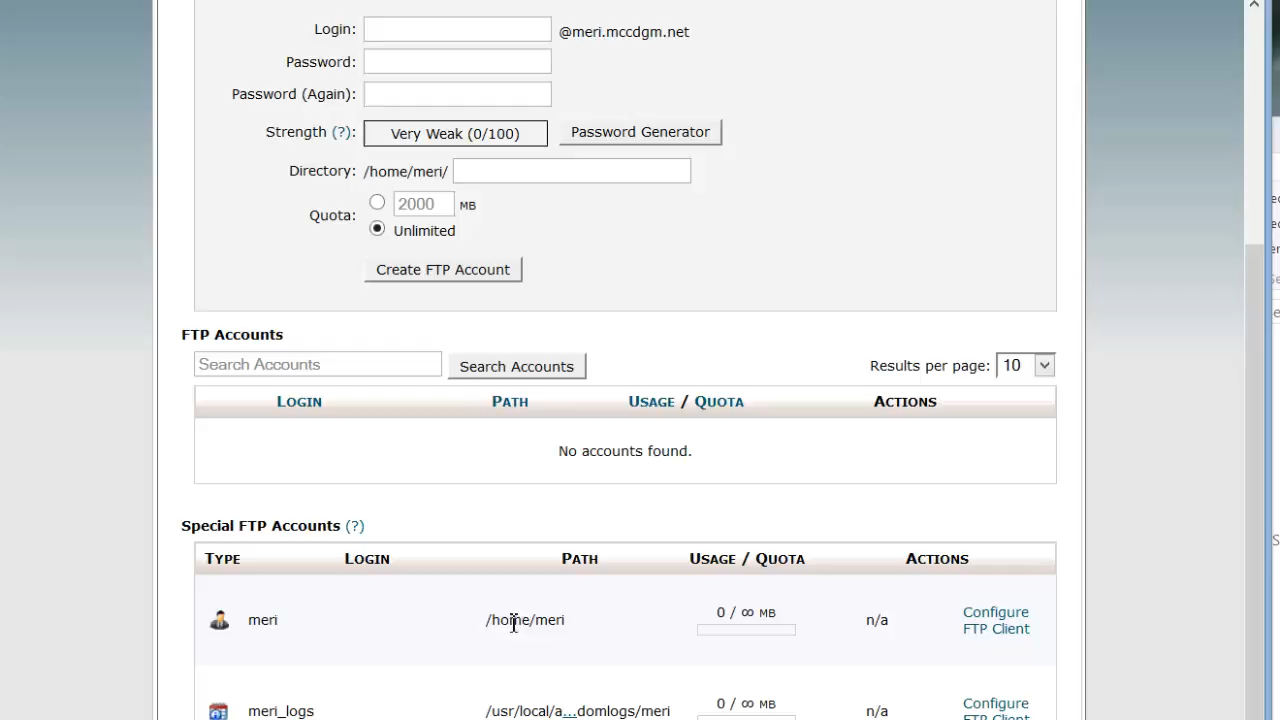 Login: @meri.mccdgm.net
Password:
Password (Again):
Strength (?): Very Weak (0/100) Password Generator
Directory: /home/meri/
Quota: 2000 MB
Unlimited
Create FTP Account
FTP Accounts
Search Accounts Search Accounts Results per page: 10
LOGIN PATH USAGE / QUOTA ACTIONS
No accounts found.
Special FTP Accounts (?)
TYPE LOGIN PATH USAGE / QUOTA ACTIONS
meri /home/meri 0 / ∞ MB n/a Configure
FTP Client
meri_logs /usr/local/a...domlogs/meri 0 / ∞ MB n/a Configure
FTP Client